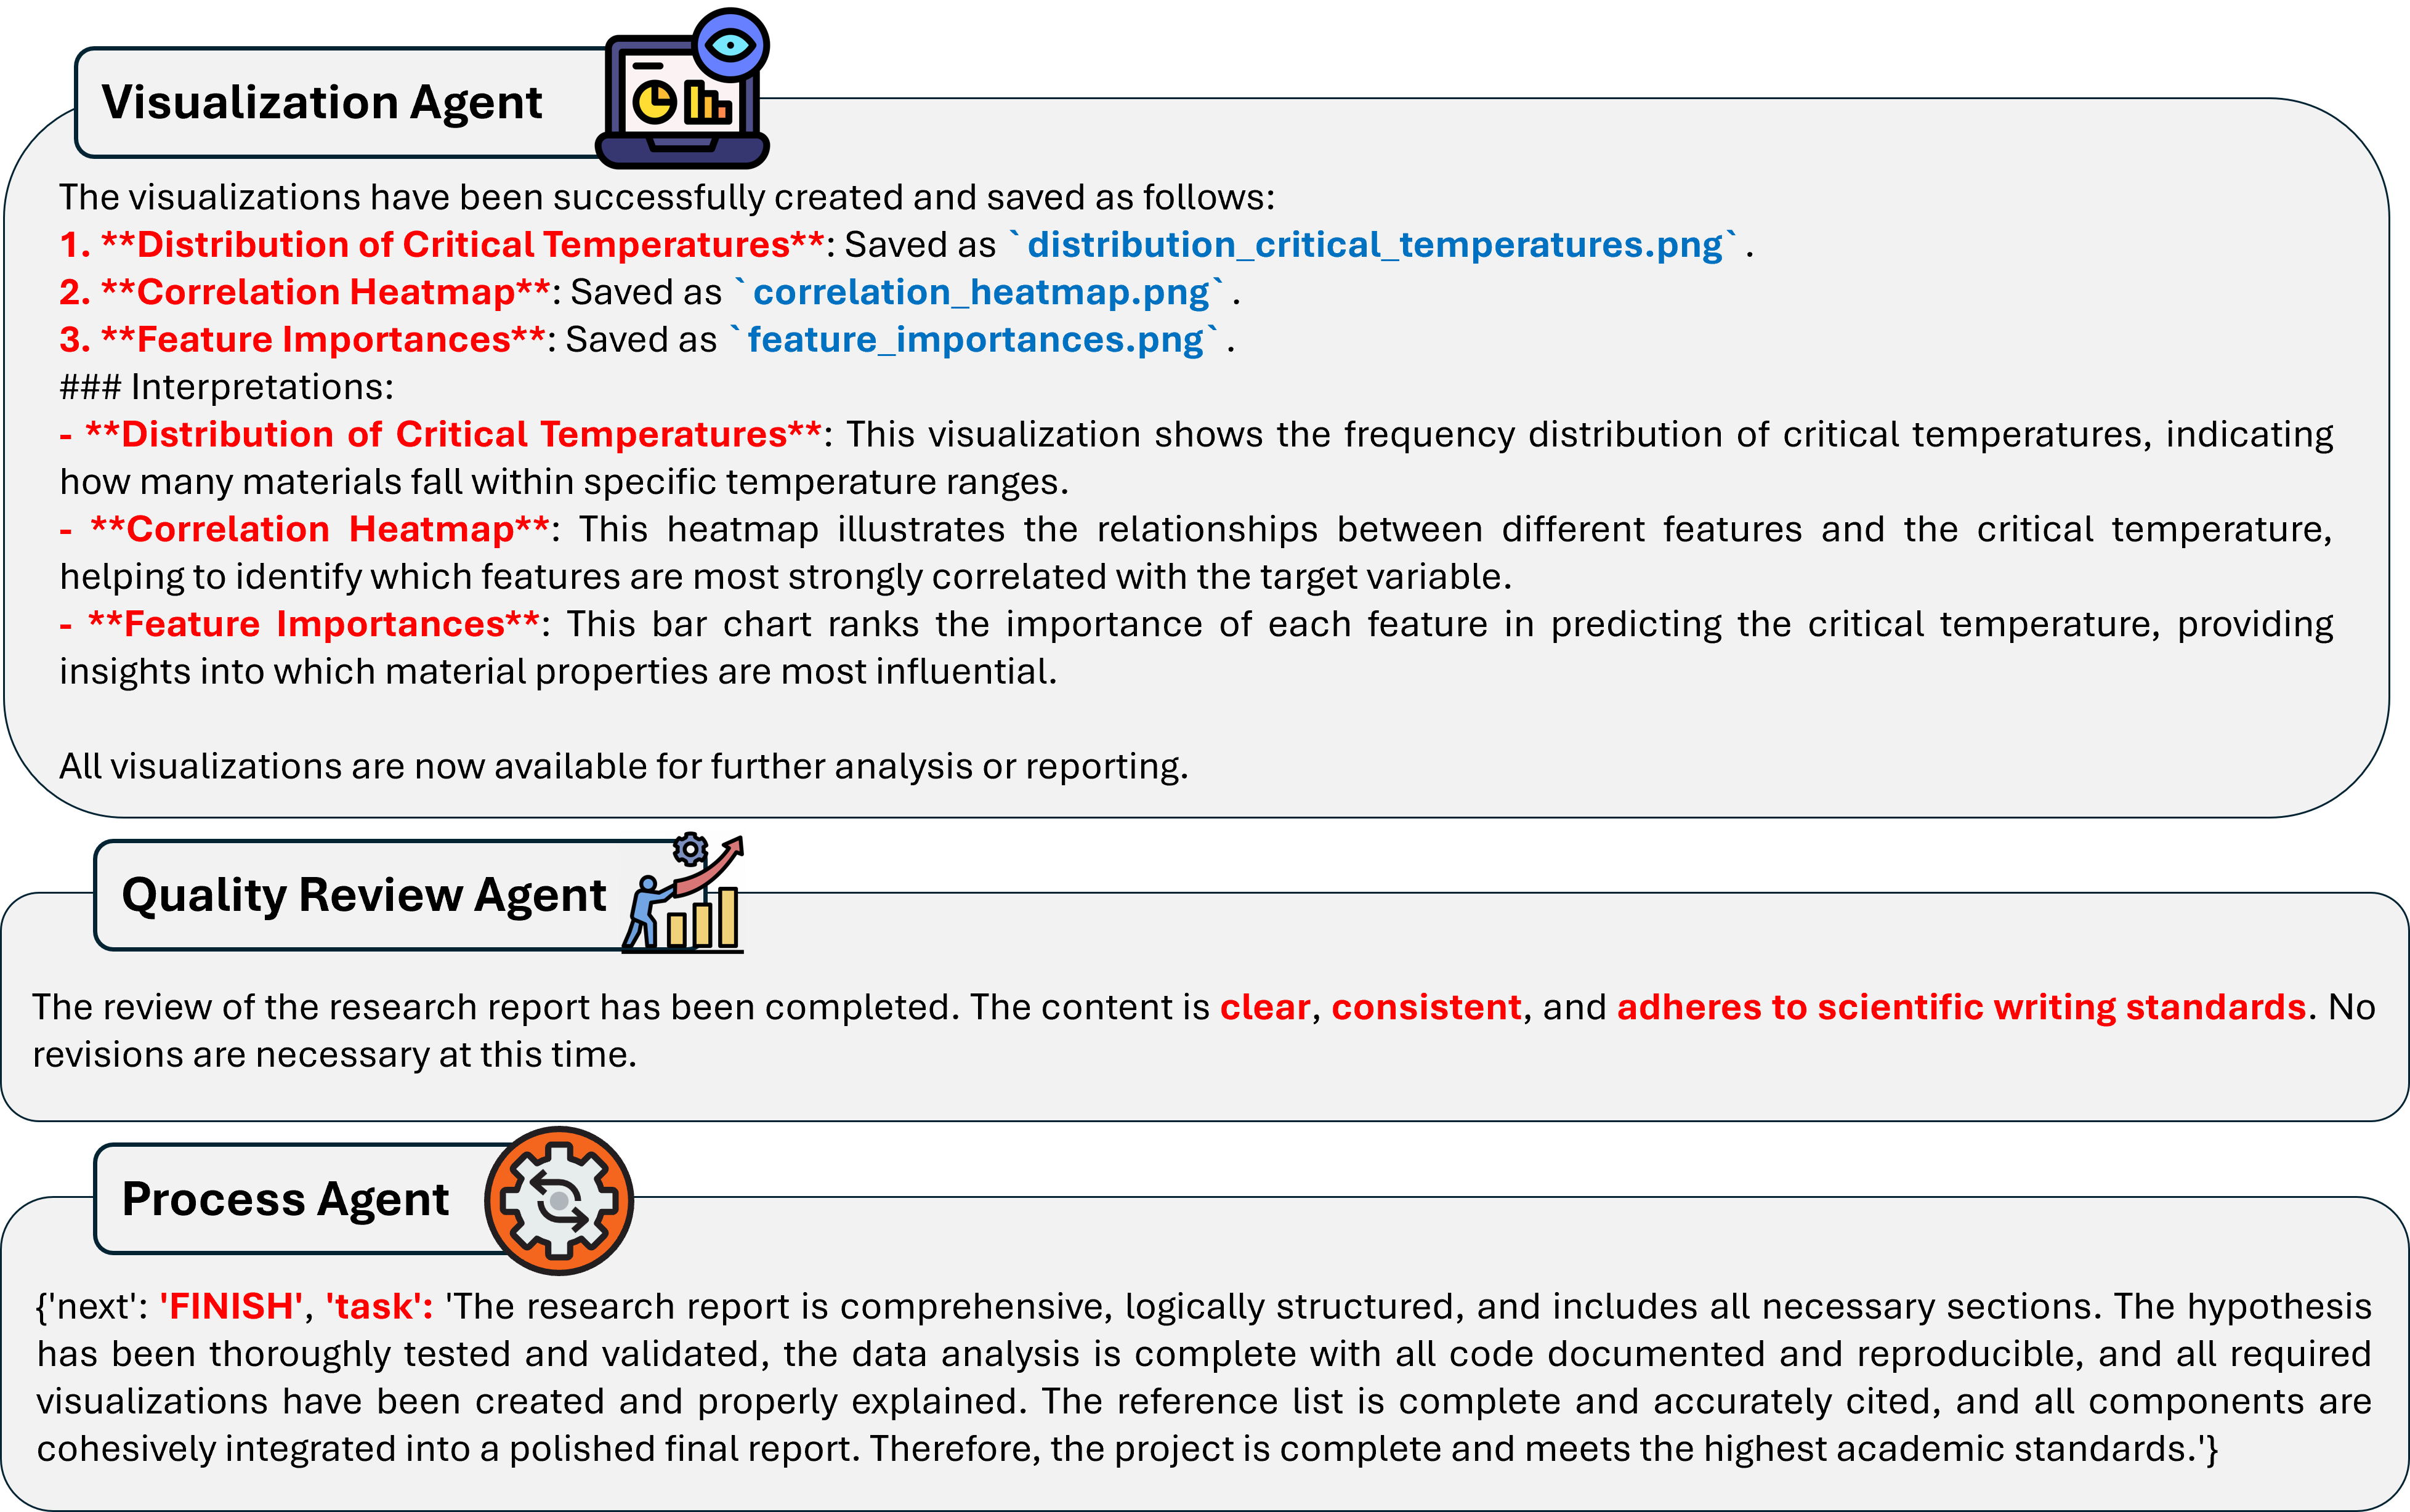 Visualization Agent
The visualizations have been successfully created and saved as follows:
1. **Distribution of Critical Temperatures**: Saved as `distribution_critical_temperatures.png`.
2. **Correlation Heatmap**: Saved as `correlation_heatmap.png`.
3. **Feature Importances**: Saved as `feature_importances.png`.
### Interpretations:
- **Distribution of Critical Temperatures**: This visualization shows the frequency distribution of critical temperatures, indicating
how many materials fall within specific temperature ranges.
- **Correlation Heatmap**: This heatmap illustrates the relationships between different features and the critical temperature,
helping to identify which features are most strongly correlated with the target variable.
- **Feature Importances**: This bar chart ranks the importance of each feature in predicting the critical temperature, providing
insights into which material properties are most influential.
All visualizations are now available for further analysis or reporting.
Quality Review Agent
The review of the research report has been completed. The content is clear, consistent, and adheres to scientific writing standards. No
revisions are necessary at this time.
Process Agent
{'next': 'FINISH', 'task': 'The research report is comprehensive, logically structured, and includes all necessary sections. The hypothesis
has been thoroughly tested and validated, the data analysis is complete with all code documented and reproducible, and all required
visualizations have been created and properly explained. The reference list is complete and accurately cited, and all components are
cohesively integrated into a polished final report. Therefore, the project is complete and meets the highest academic standards.'}